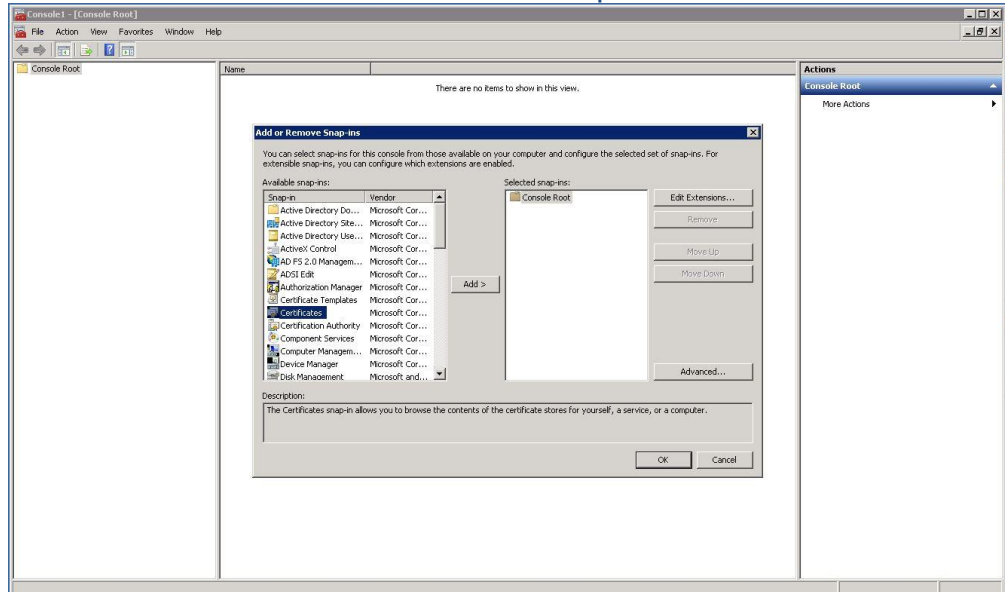 Console1 - [Console Root]
File Action View Favorites Window Help
Console Root
Name
There are no items to show in this view.
Actions
Console Root
More Actions
Add or Remove Snap-ins
You can select snap-ins for this console from those available on your computer and configure the selected set of snap-ins. For
extensible snap-ins, you can configure which extensions are enabled.
Available snap-ins:
Snap-in Vendor
Active Directory Do... Microsoft Cor...
Active Directory Site... Microsoft Cor...
Active Directory Use... Microsoft Cor...
ActiveX Control Microsoft Cor...
AD FS 2.0 Managem... Microsoft Cor...
ADSI Edit Microsoft Cor...
Authorization Manager Microsoft Cor...
Certificate Templates Microsoft Cor...
Certificates Microsoft Cor...
Certification Authority Microsoft Cor...
Component Services Microsoft Cor...
Computer Managem... Microsoft Cor...
Device Manager Microsoft Cor...
Disk Management Microsoft and...
Add >
Selected snap-ins:
Console Root
Edit Extensions...
Remove
Move Up
Move Down
Advanced...
Description:
The Certificates snap-in allows you to browse the contents of the certificate stores for yourself, a service, or a computer.
OK Cancel